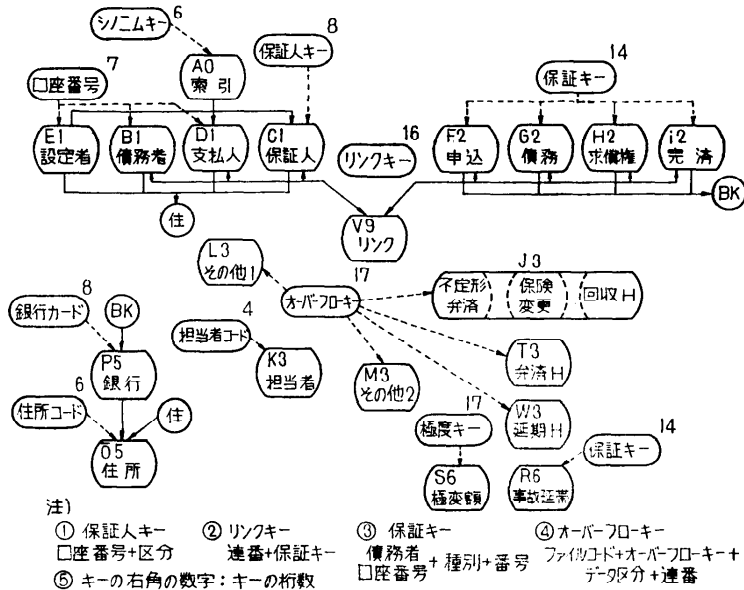 シノニムキー 6
口座番号 7
A0 索引
保証人キー 8
保証キー 14
E1 設定者
B1 債務者
D1 支払人
C1 保証人
リンクキー 16
F2 申込
G2 債務
H2 求償権
i2 完済
住
BK
V9 リンク
L3 その他1
オーバーフローキー 17
J3
不定形弁済
保険変更
回収H
銀行カード 8
BK
担当者コード 4
K3 担当者
M3 その他2
T3 弁済H
P5 銀行
住所コード 6
住
O5 住所
極度キー 17
W3 延期H
保証キー 14
S6 極変額
R6 事故延滞
注)
① 保証人キー 口座番号+区分
② リンクキー 連番+保証キー
③ 保証キー 債務者口座番号+種別+番号
④ オーバーフローキー ファイルコード+オーバーフローキー+データ区分+連番
⑤ キーの右角の数字:キーの桁数